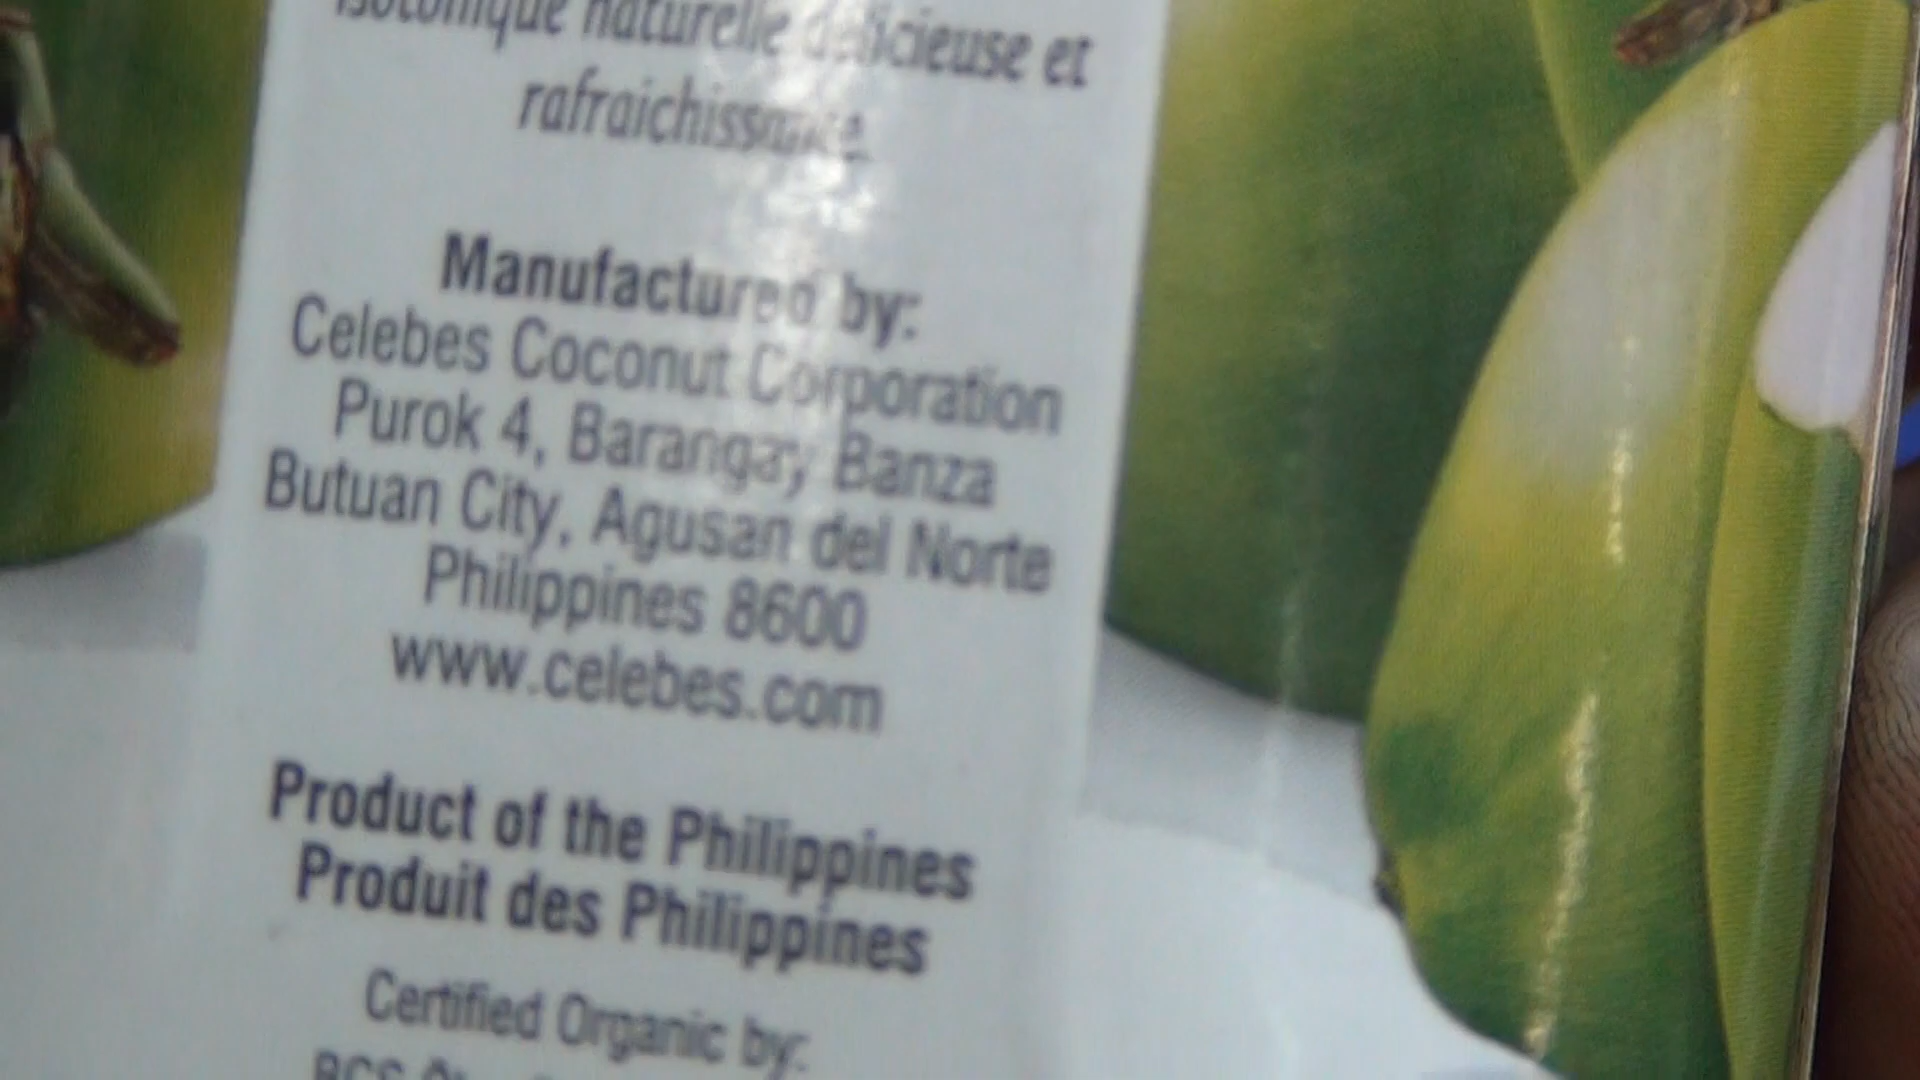 isotonique naturelle délicieuse et
rafraichissante.
Manufactured by:
Celebes Coconut Corporation
Purok 4, Barangay Banza
Butuan City, Agusan del Norte
Philippines 8600
www.celebes.com
Product of the Philippines
Produit des Philippines
Certified Organic by:
BCS